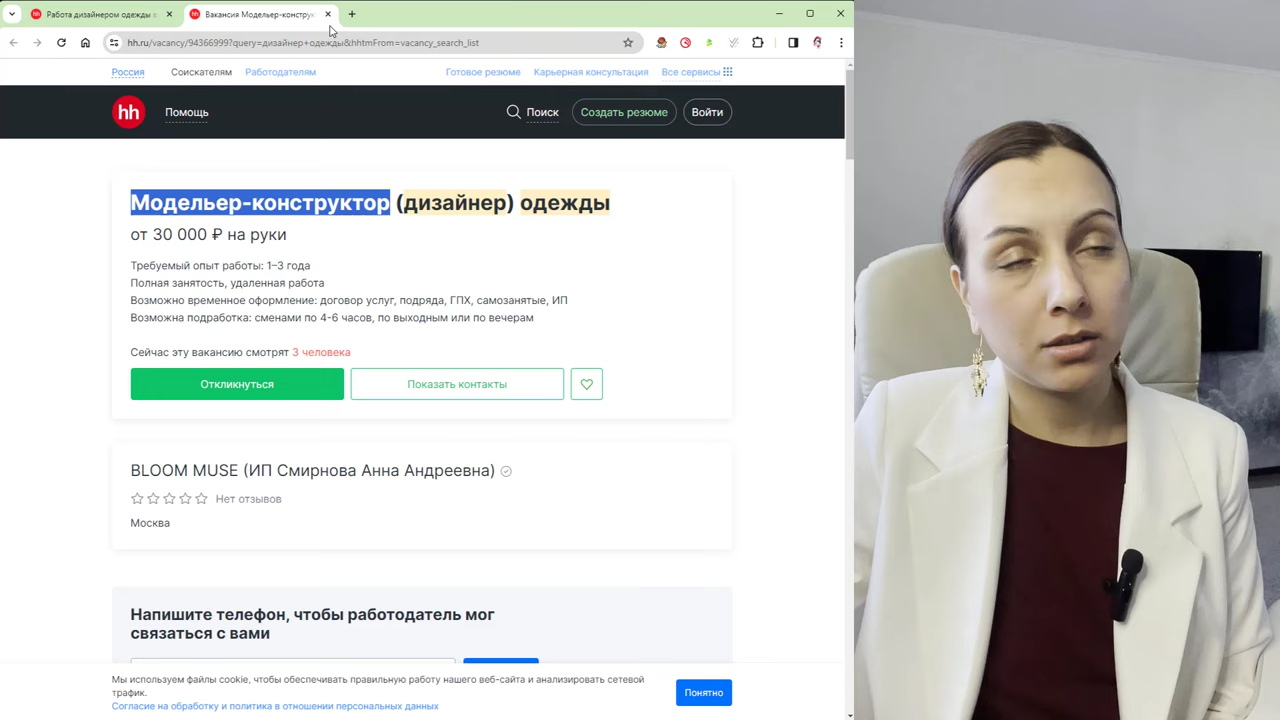 Работа дизайнером одежды в
Вакансия Модельер-констру
hh.ru/vacancy/94366999?query=дизайнер+одежды&hhtmFrom=vacancy_search_list
Россия Соискателям Работодателям Готовое резюме Карьерная консультация Все сервисы
hh Помощь Поиск Создать резюме Войти
Модельер-конструктор (дизайнер) одежды
от 30 000 ₽ на руки
Требуемый опыт работы: 1–3 года
Полная занятость, удаленная работа
Возможно временное оформление: договор услуг, подряда, ГПХ, самозанятые, ИП
Возможна подработка: сменами по 4-6 часов, по выходным или по вечерам
Сейчас эту вакансию смотрят 3 человека
Откликнуться Показать контакты
BLOOM MUSE (ИП Смирнова Анна Андреевна)
Нет отзывов
Москва
Напишите телефон, чтобы работодатель мог
связаться с вами
Мы используем файлы cookie, чтобы обеспечивать правильную работу нашего веб-сайта и анализировать сетевой
трафик.
Согласие на обработку и политика в отношении персональных данных
Понятно